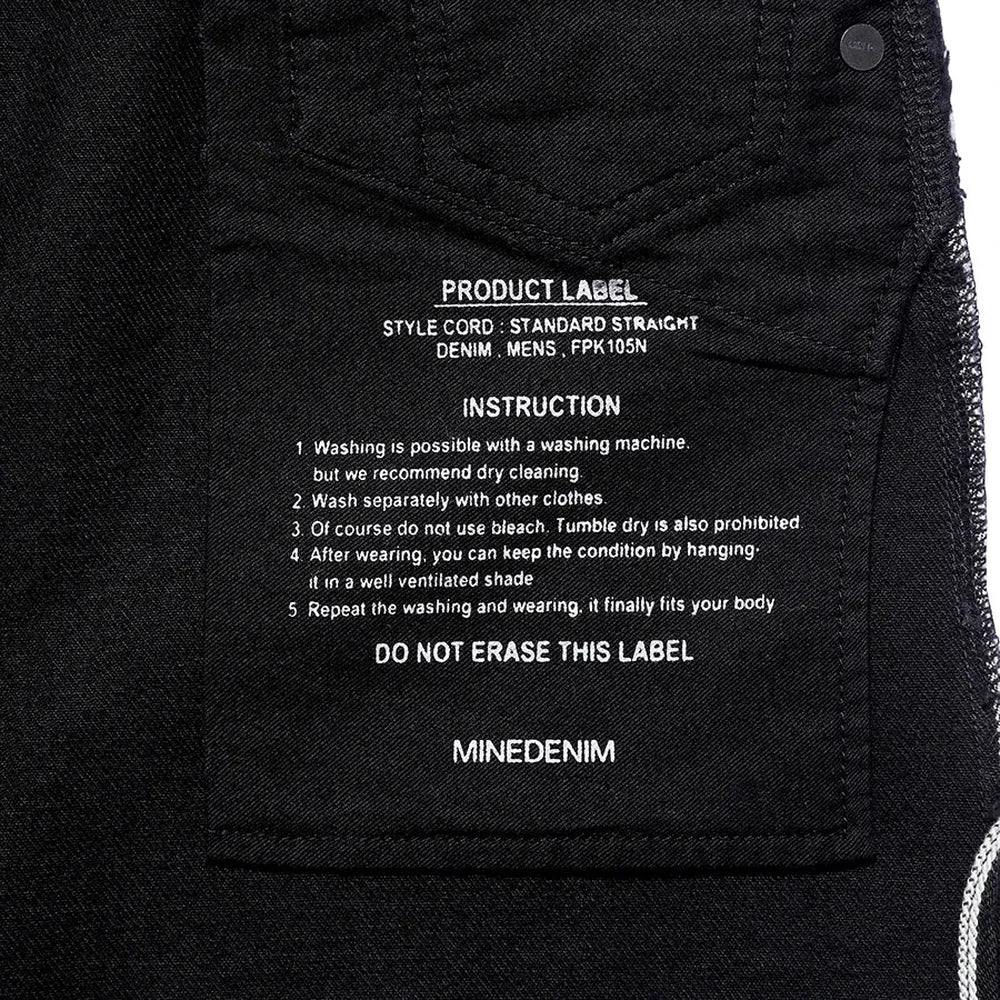 PRODUCT LABEL
STYLE CORD : STANDARD STRAIGHT
DENIM , MENS , FPK105N
INSTRUCTION
1 Washing is possible with a washing machine.
but we recommend dry cleaning.
2. Wash separately with other clothes.
3. Of course do not use bleach. Tumble dry is also prohibited
4. After wearing, you can keep the condition by hanging.
it in a well ventilated shade
5 Repeat the washing and wearing, it finally fits your body
DO NOT ERASE THIS LABEL
MINEDENIM